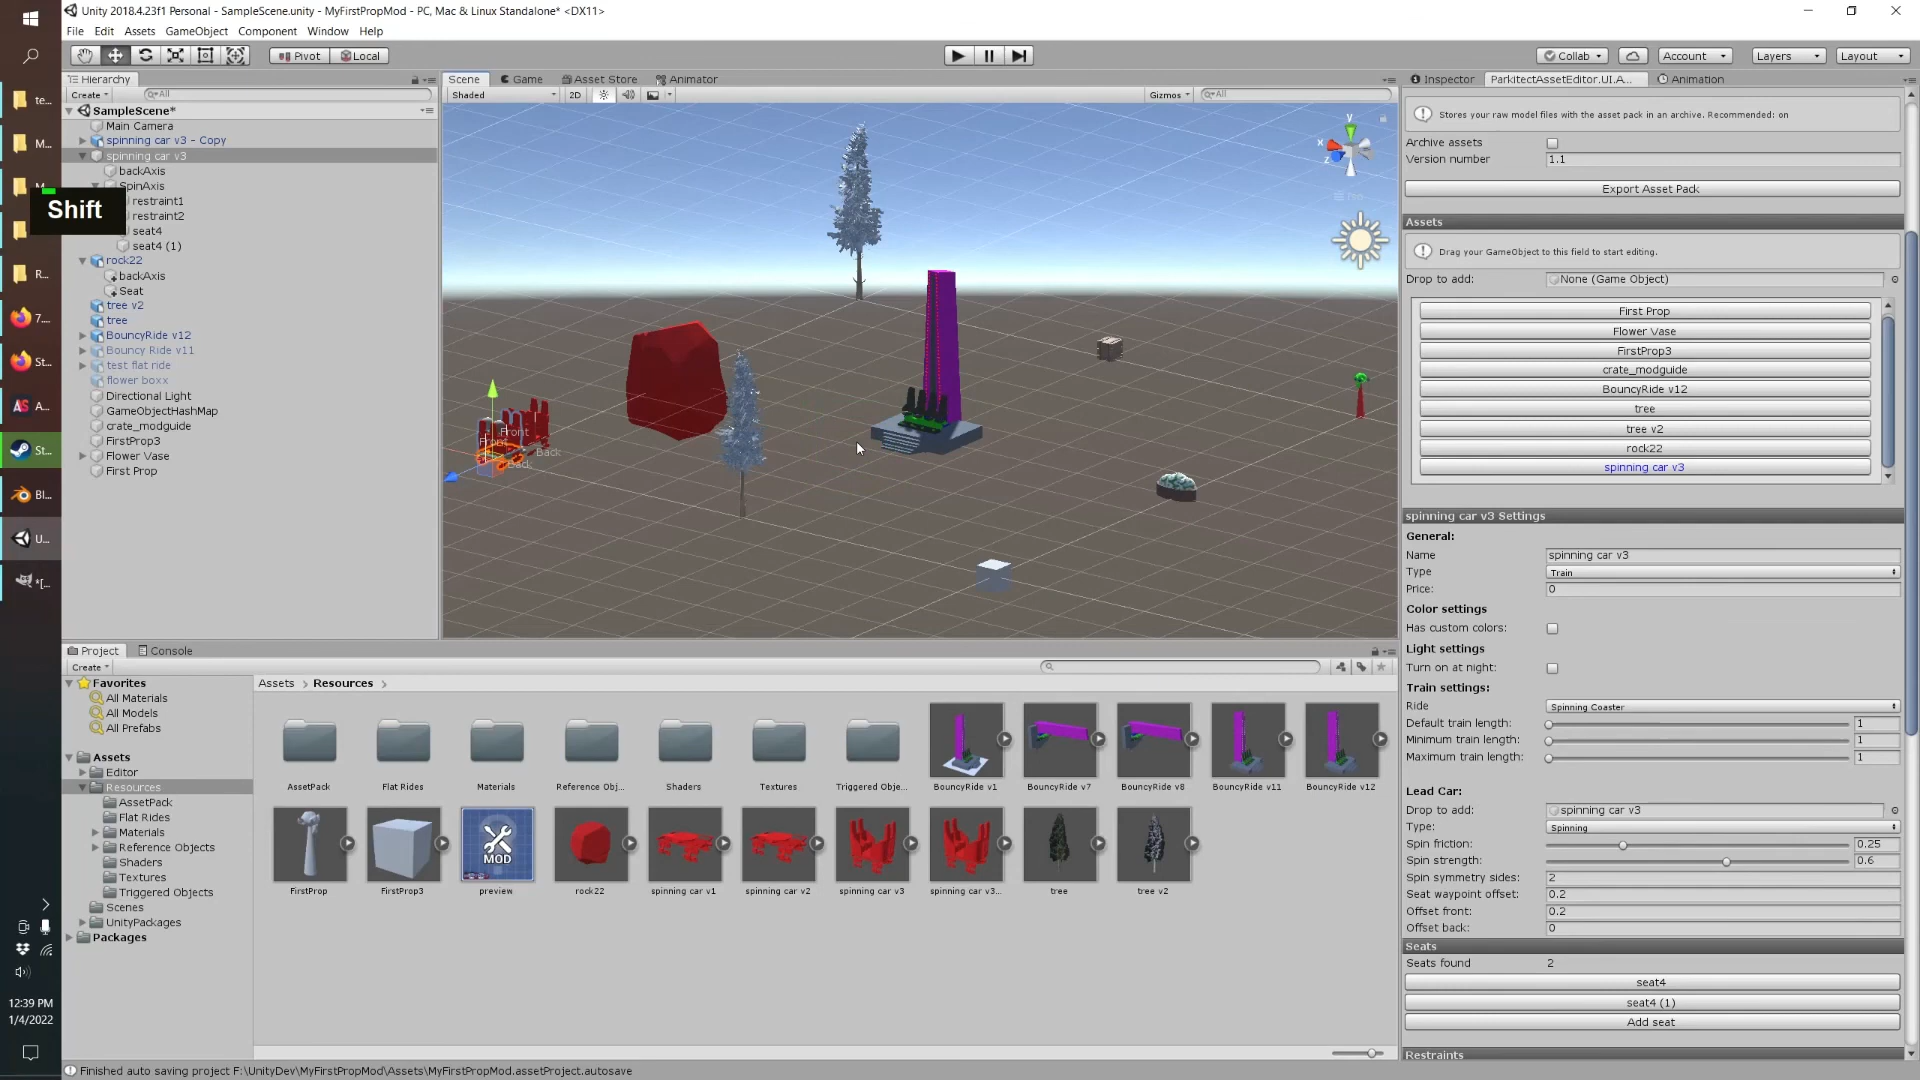 Unity 2018.4.23f1 Personal - SampleScene.unity - MyFirstPropMod - PC, Mac & Linux Standalone* <DX11>
File Edit Assets GameObject Component Window Help
Pivot Local
Collab Account Layers Layout
Hierarchy
Create All
SampleScene*
Main Camera
spinning car v3 - Copy
spinning car v3
backAxis
SpinAxis
restraint1
restraint2
seat4
seat4 (1)
rock22
backAxis
Seat
tree v2
tree
BouncyRide v12
Bouncy Ride v11
test flat ride
flower boxx
Directional Light
GameObjectHashMap
crate_modguide
FirstProp3
Flower Vase
First Prop
Shift
te...
M...
R...
7....
St...
A...
St...
Bl...
U...
*[...
12:39 PM
1/4/2022
Scene Game Asset Store Animator
Shaded 2D Gizmos All
y
x
z
Iso
Front
Front
Back
Back
Inspector ParkitectAssetEditor.UI.A... Animation
Stores your raw model files with the asset pack in an archive. Recommended: on
Archive assets
Version number 1.1
Export Asset Pack
Assets
Drag your GameObject to this field to start editing.
Drop to add: None (Game Object)
First Prop
Flower Vase
FirstProp3
crate_modguide
BouncyRide v12
tree
tree v2
rock22
spinning car v3
spinning car v3 Settings
General:
Name spinning car v3
Type Train
Price: 0
Color settings
Has custom colors:
Light settings
Turn on at night:
Train settings:
Ride Spinning Coaster
Default train length: 1
Minimum train length: 1
Maximum train length: 1
Lead Car:
Drop to add: spinning car v3
Type: Spinning
Spin friction: 0.25
Spin strength: 0.6
Spin symmetry sides: 2
Seat waypoint offset: 0.2
Offset front: 0.2
Offset back: 0
Seats
Seats found 2
seat4
seat4 (1)
Add seat
Restraints
Project Console
Create
Favorites
All Materials
All Models
All Prefabs
Assets
Editor
Resources
AssetPack
Flat Rides
Materials
Reference Objects
Shaders
Textures
Triggered Objects
Scenes
UnityPackages
Packages
Assets Resources
AssetPack Flat Rides Materials Reference Obj... Shaders Textures Triggered Obje... BouncyRide v1 BouncyRide v7 BouncyRide v8 BouncyRide v11 BouncyRide v12
MOD
FirstProp FirstProp3 preview rock22 spinning car v1 spinning car v2 spinning car v3 spinning car v3... tree tree v2
Finished auto saving project F:\UnityDev\MyFirstPropMod\Assets\MyFirstPropMod.assetProject.autosave